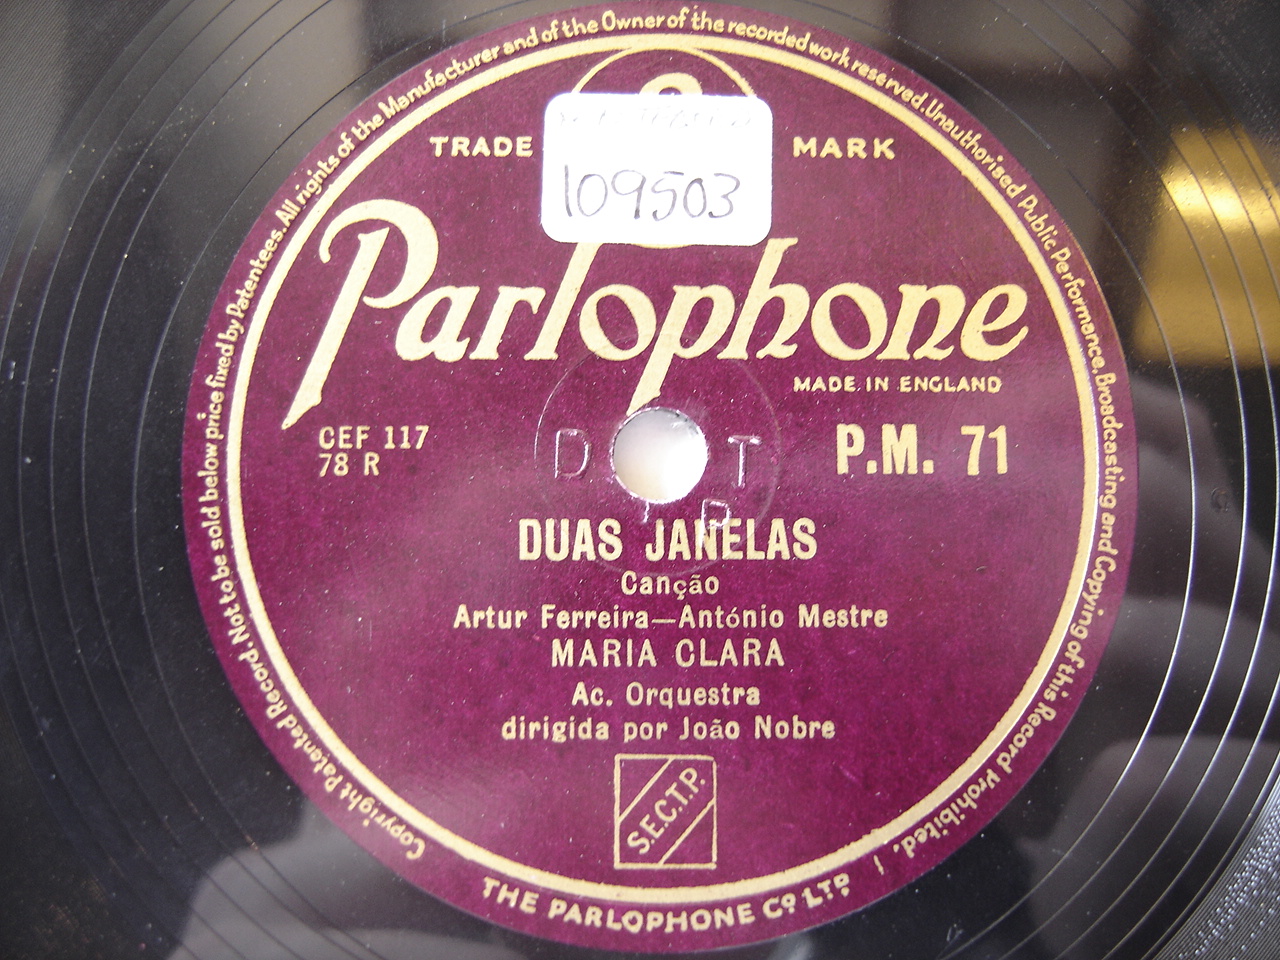 Copyright Patented Record. Not to be sold below price fixed by Patentees. All rights of the Manufacturer and of the Owner of the recorded work reserved. Unauthorised Public Performance, Broadcasting and Copying of this Record Prohibited.
TRADE MARK
109503
Parlophone
MADE IN ENGLAND
CEF 117
78 R
P.M. 71
D T
P
DUAS JANELAS
Canção
Artur Ferreira—António Mestre
MARIA CLARA
Ac. Orquestra
dirigida por João Nobre
S.E.C.T.P.
THE PARLOPHONE CO LTD